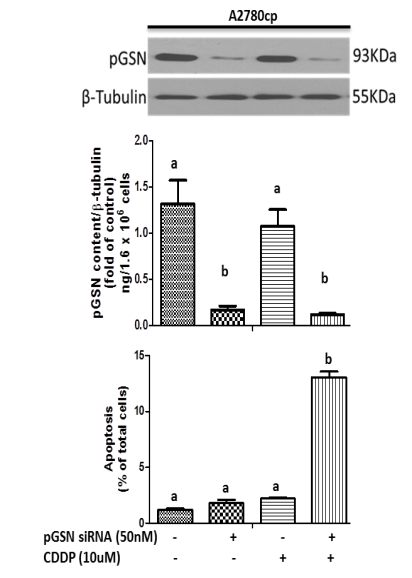 A2780cp
pGSN 93KDa
β-Tubulin 55KDa
pGSN content/β-tubulin
(fold of control)
ng/1.6 x 10⁶ cells
2.0
1.5
1.0
0.5
0.0
a
b
a
b
Apoptosis
(% of total cells)
15
10
5
0
a
a
a
b
pGSN siRNA (50nM) - + - +
CDDP (10uM) - - + +